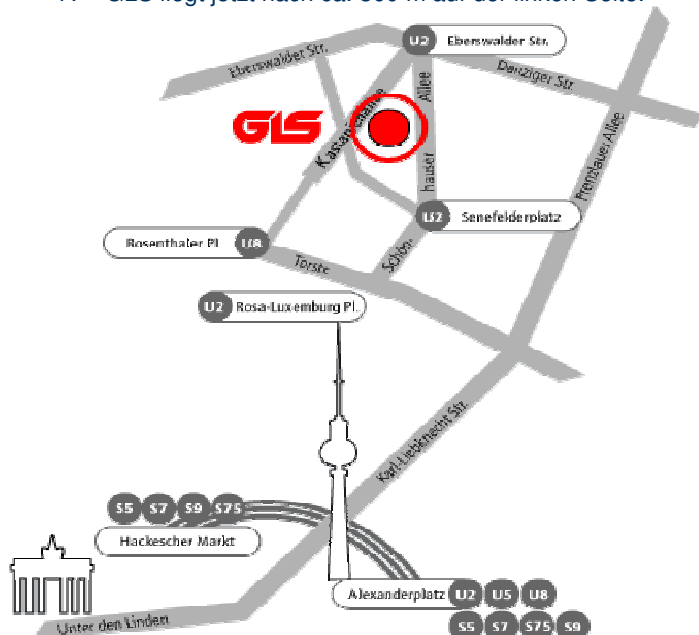 GLS liegt jetzt nach ca. 300 m auf der linken Seite.
U2 Eberswalder Str.
Eberswalder Str.
Danziger Str.
Allee
GLS
Kastanienallee
Prenzlauer Allee
hauser
U2 Senefelderplatz
Schön.
Rosenthaler Pl. U8
Torste
U2 Rosa-Luxemburg Pl.
Karl-Liebknecht Str.
S5 S7 S9 S75
Hackescher Markt
Alexanderplatz U2 U5 U8
S5 S7 S75 S9
Unter den Linden